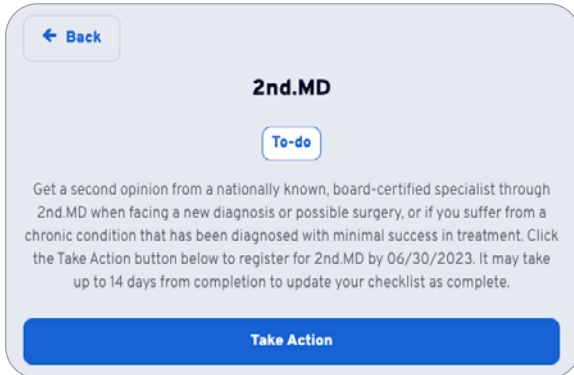 ← Back
2nd.MD
To-do
Get a second opinion from a nationally known, board-certified specialist through
2nd.MD when facing a new diagnosis or possible surgery, or if you suffer from a
chronic condition that has been diagnosed with minimal success in treatment. Click
the Take Action button below to register for 2nd.MD by 06/30/2023. It may take
up to 14 days from completion to update your checklist as complete.
Take Action